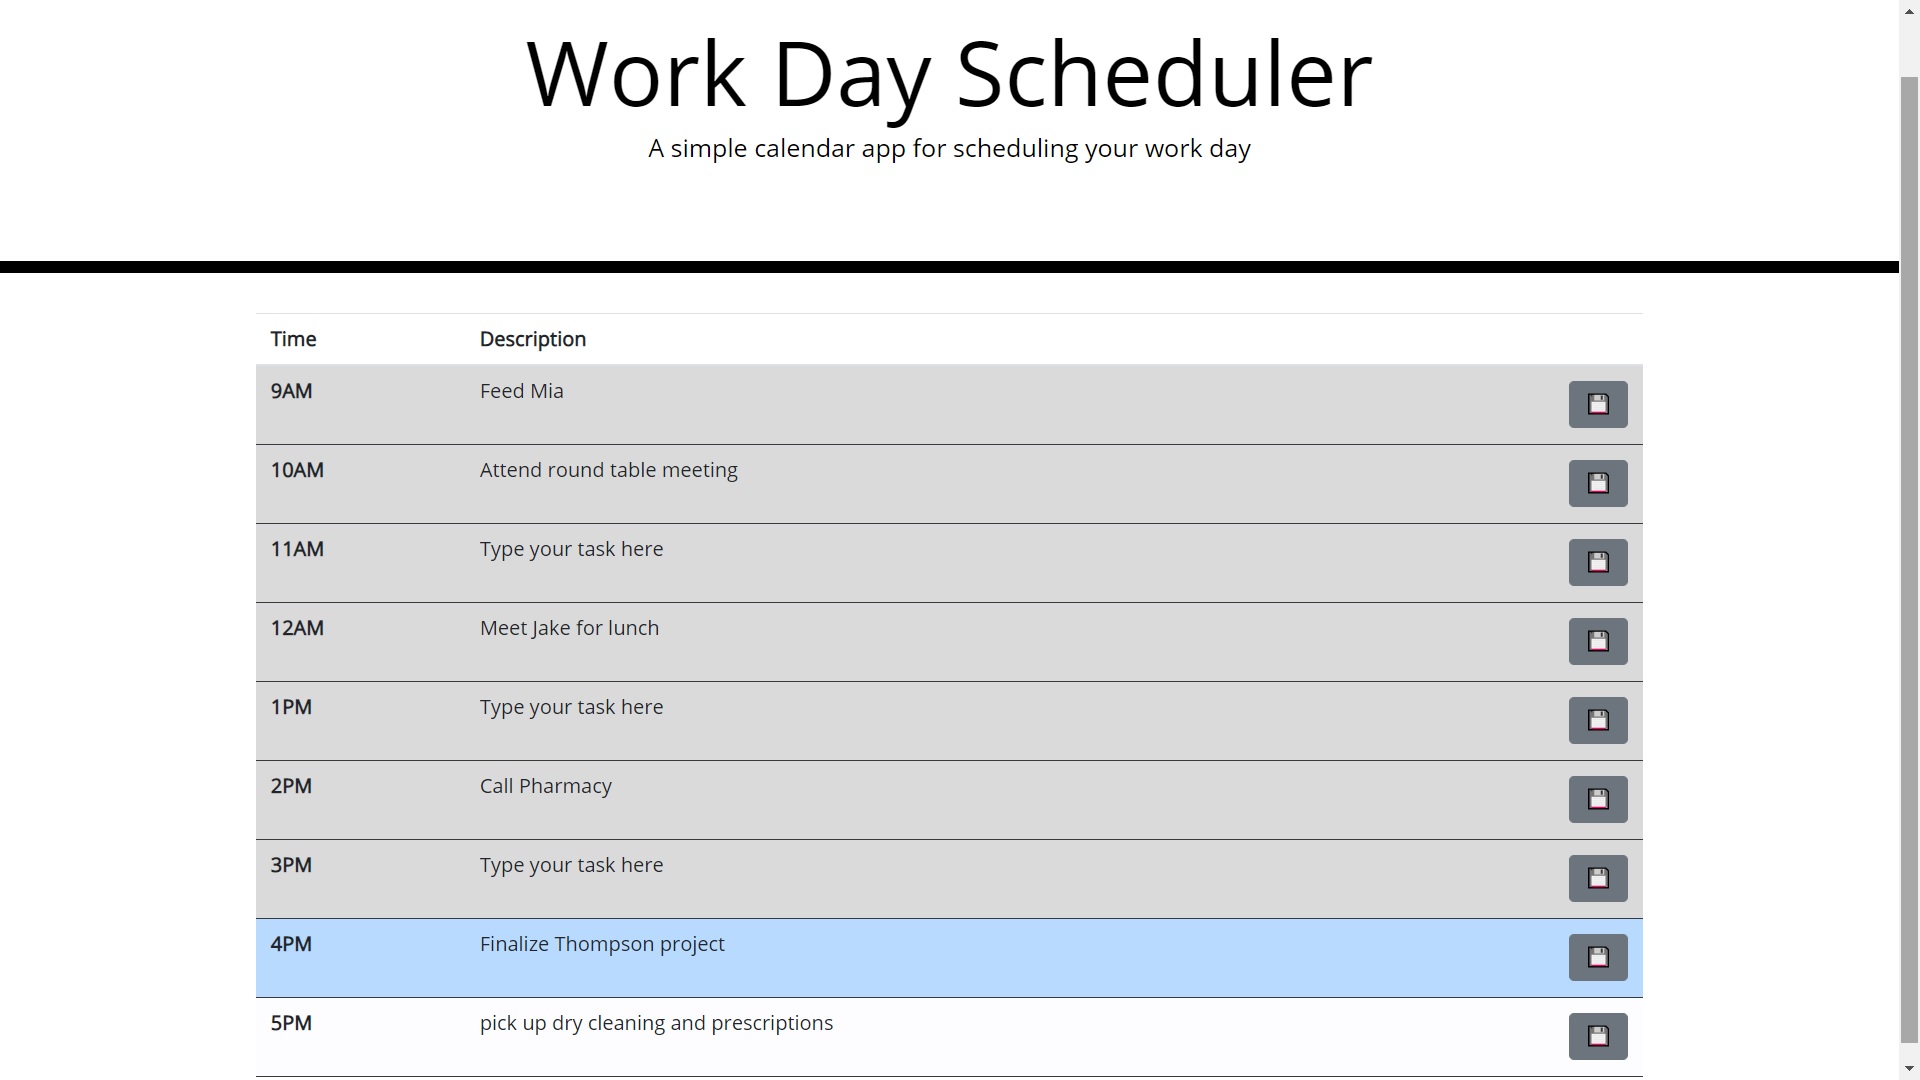 Work Day Scheduler
A simple calendar app for scheduling your work day
Time Description
9AM Feed Mia
10AM Attend round table meeting
11AM Type your task here
12AM Meet Jake for lunch
1PM Type your task here
2PM Call Pharmacy
3PM Type your task here
4PM Finalize Thompson project
5PM pick up dry cleaning and prescriptions